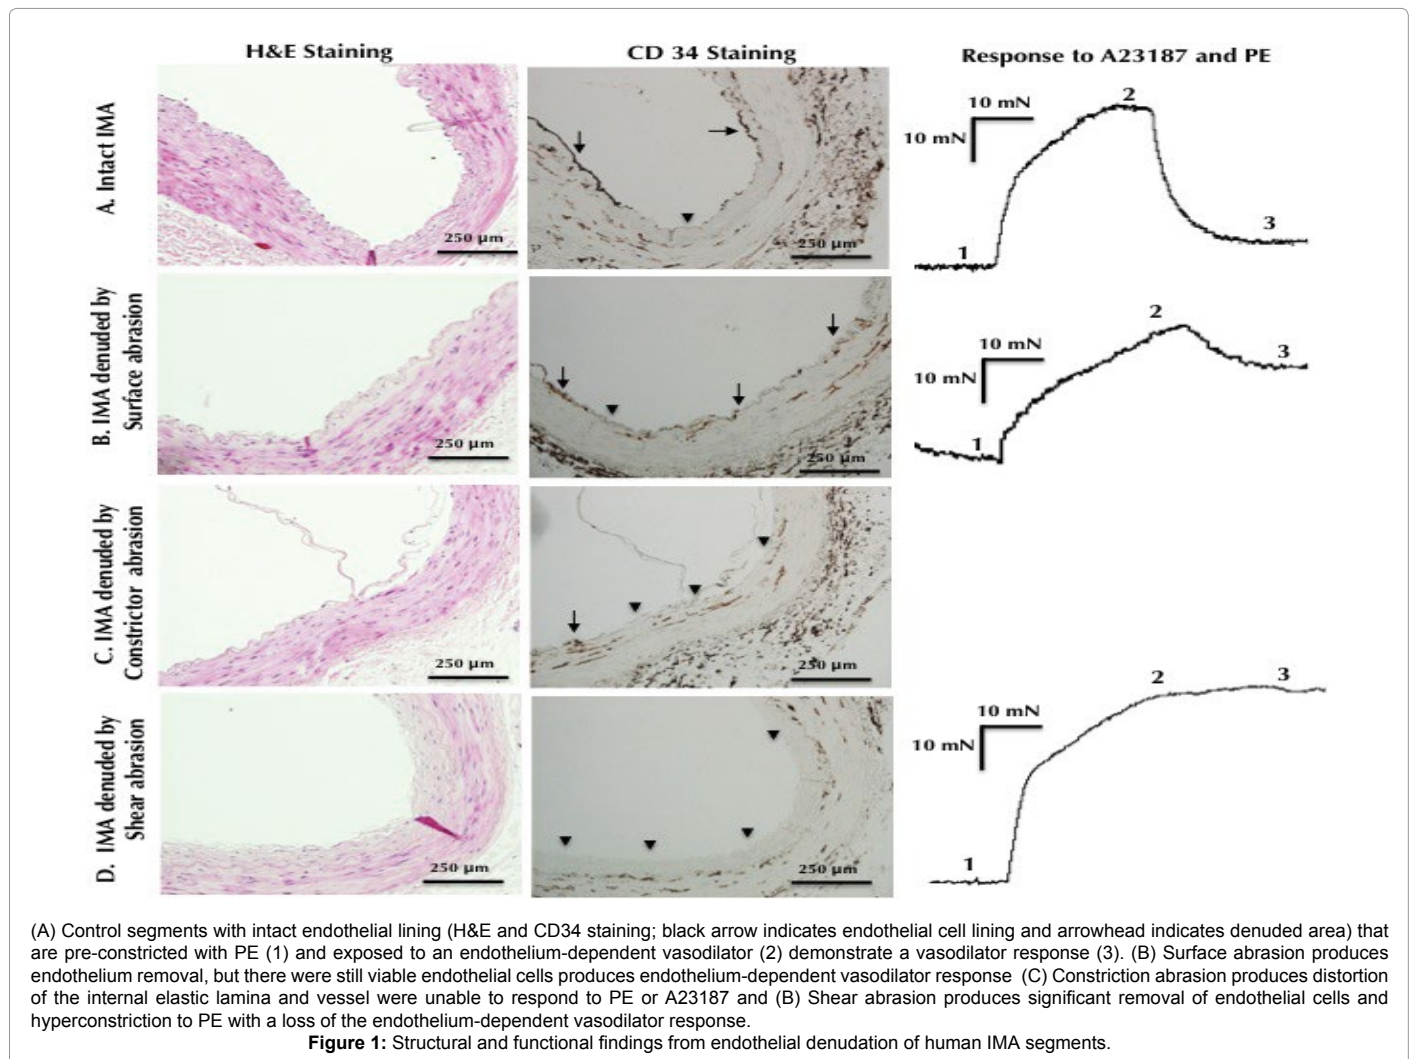 H&E Staining
CD 34 Staining
Response to A23187 and PE
A. Intact IMA
250 µm
250 µm
10 mN
10 mN
1
2
3
B. IMA denuded by
Surface abrasion
250 µm
250 µm
10 mN
10 mN
1
2
3
C. IMA denuded by
Constrictor abrasion
250 µm
250 µm
D. IMA denuded by
Shear abrasion
250 µm
250 µm
10 mN
10 mN
1
2
3
(A) Control segments with intact endothelial lining (H&E and CD34 staining; black arrow indicates endothelial cell lining and arrowhead indicates denuded area) that
are pre-constricted with PE (1) and exposed to an endothelium-dependent vasodilator (2) demonstrate a vasodilator response (3). (B) Surface abrasion produces
endothelium removal, but there were still viable endothelial cells produces endothelium-dependent vasodilator response (C) Constriction abrasion produces distortion
of the internal elastic lamina and vessel were unable to respond to PE or A23187 and (B) Shear abrasion produces significant removal of endothelial cells and
hyperconstriction to PE with a loss of the endothelium-dependent vasodilator response.
Figure 1: Structural and functional findings from endothelial denudation of human IMA segments.